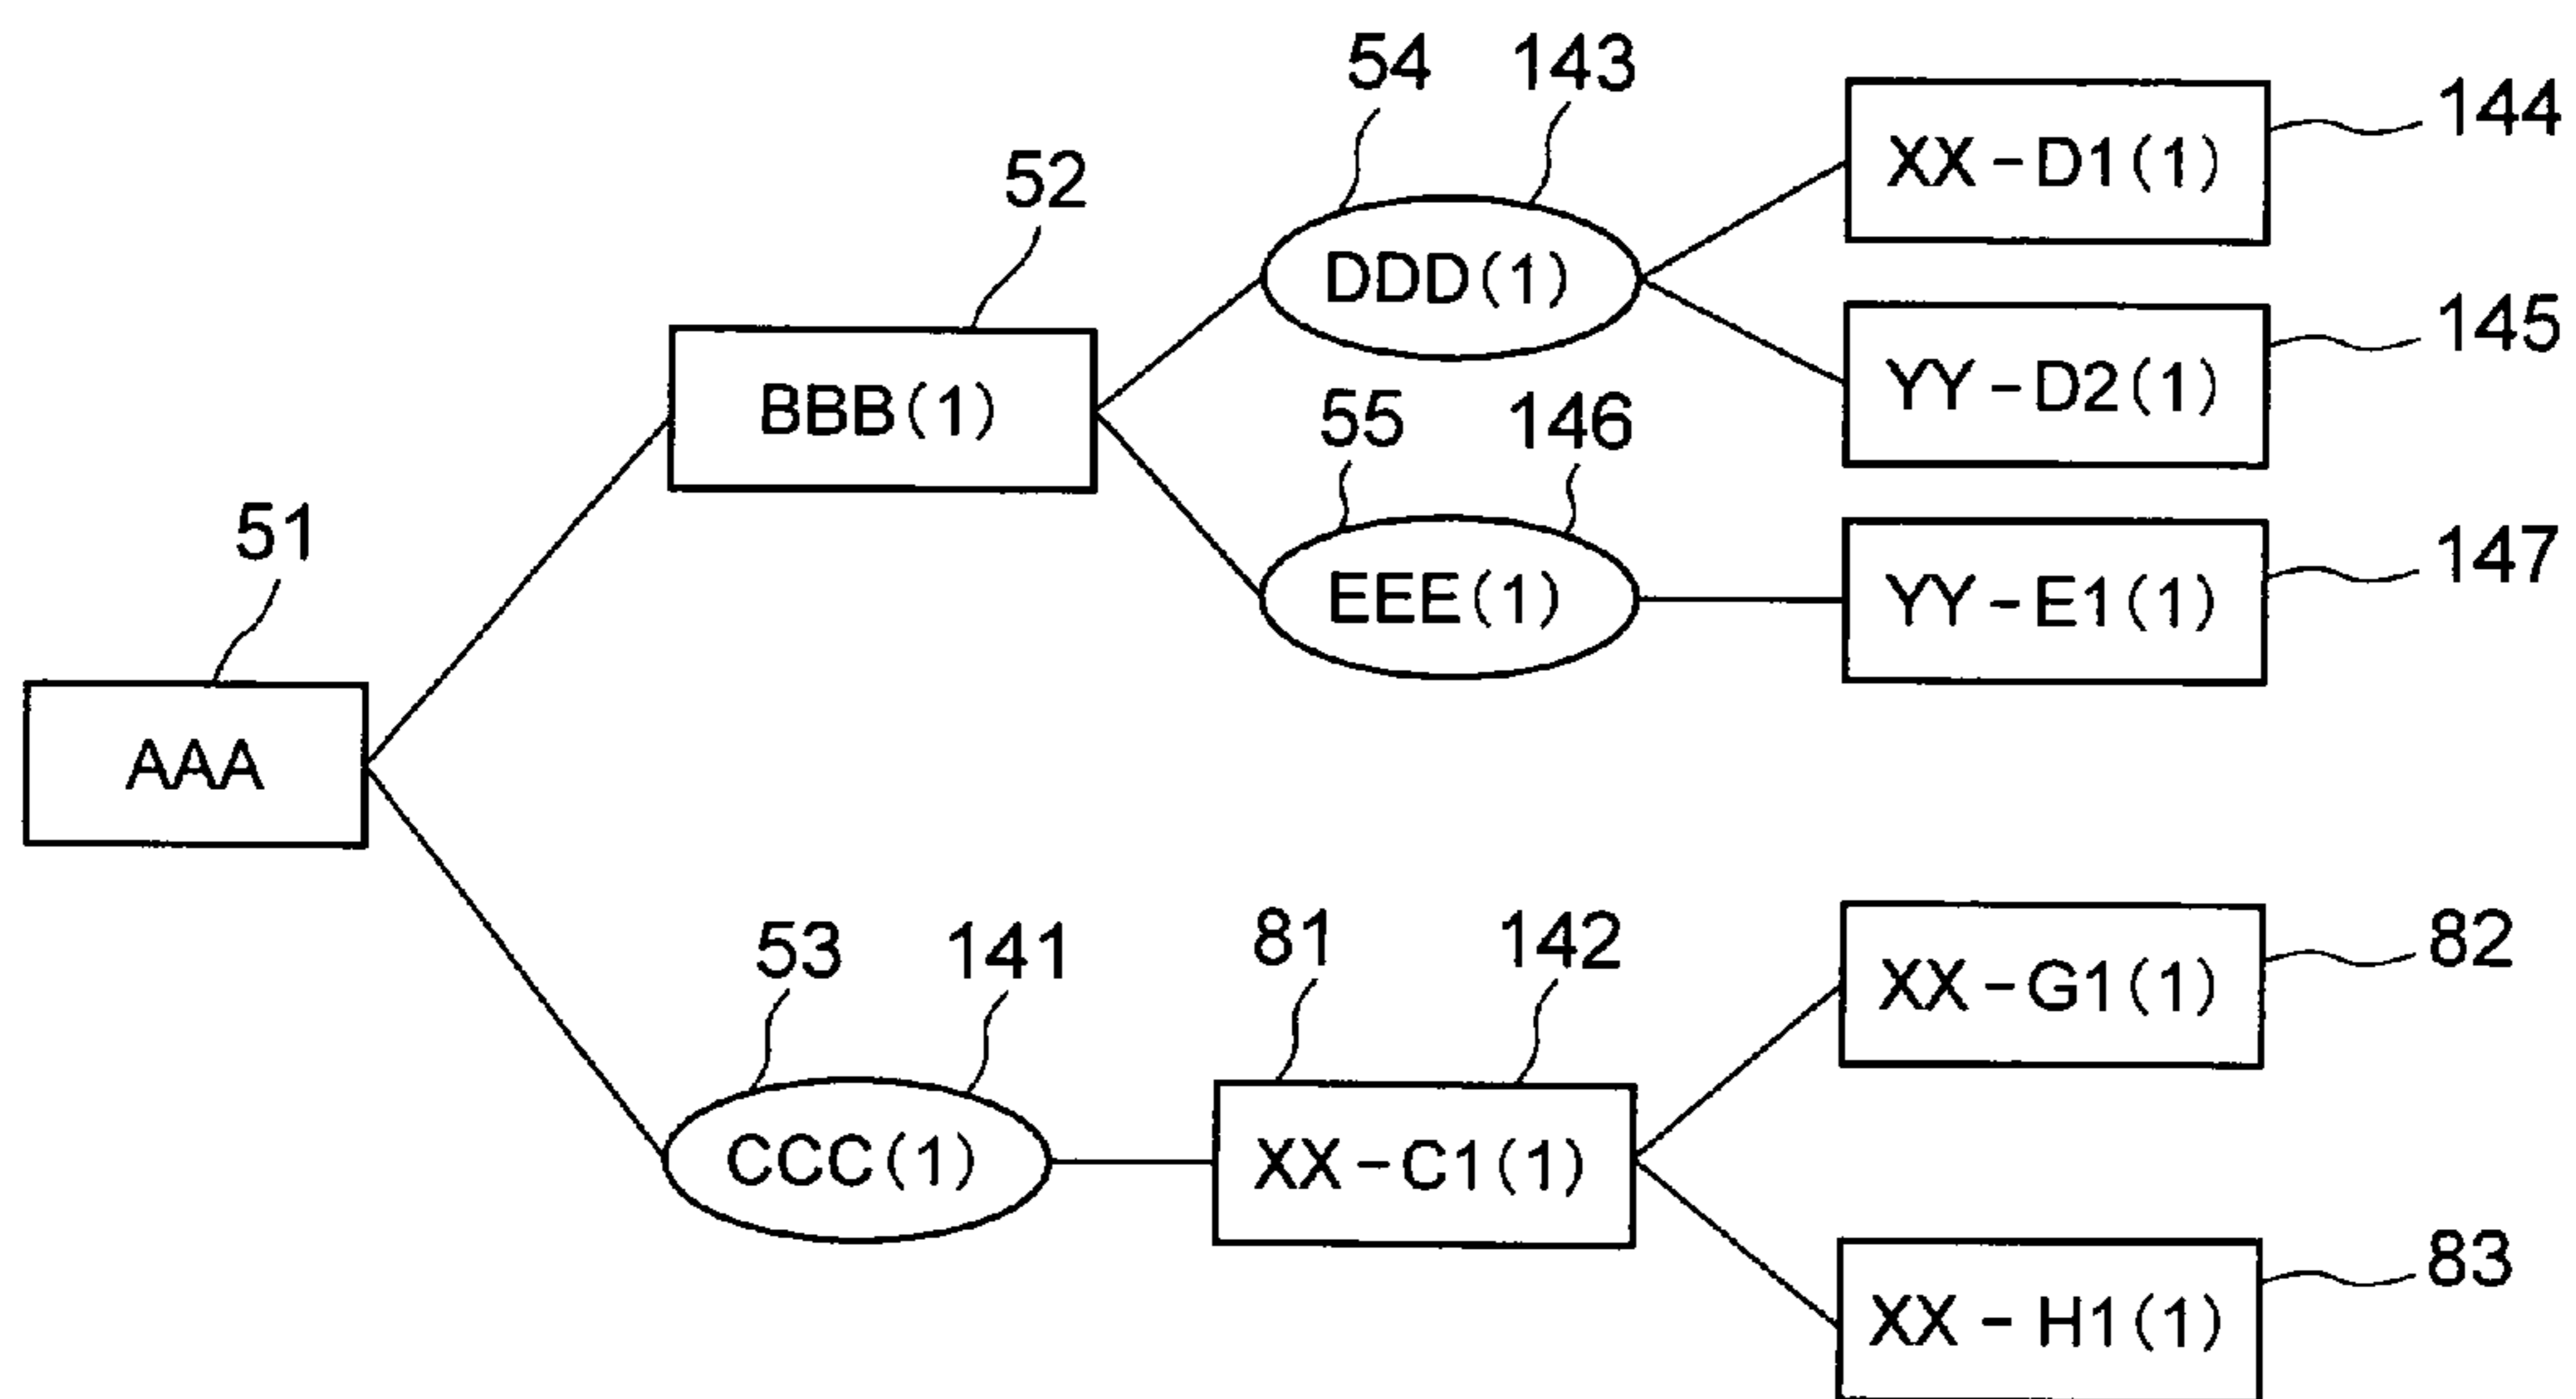 54 143
144
XX-D1(1)
52
DDD(1)
145
YY-D2(1)
BBB(1)
55 146
147
51
EEE(1)
YY-E1(1)
AAA
53 141
81 142
82
XX-G1(1)
CCC(1)
XX-C1(1)
83
XX-H1(1)